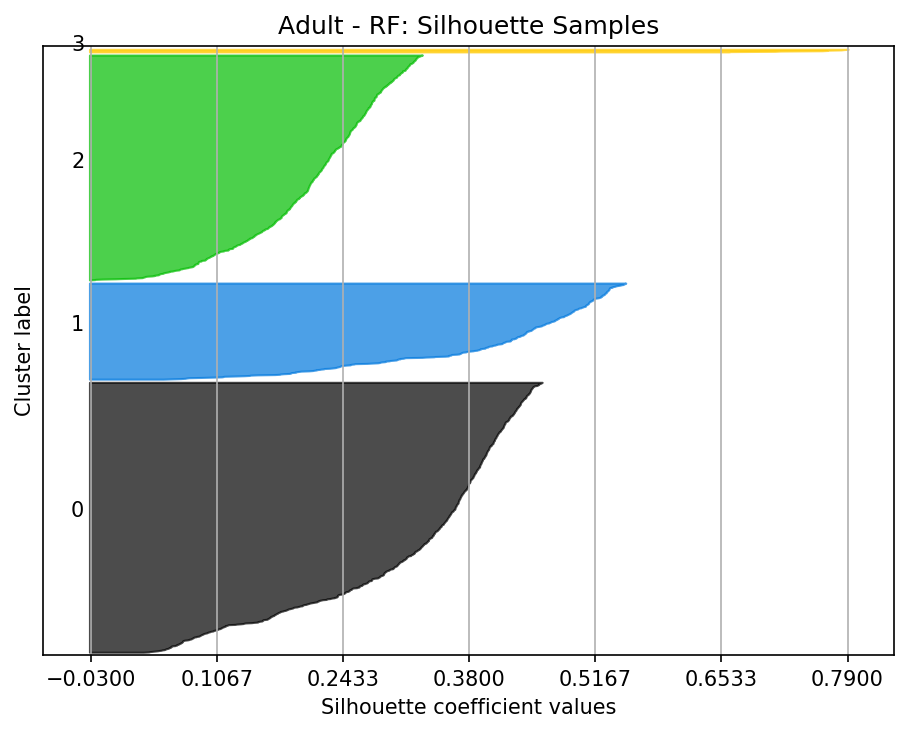 Adult - RF: Silhouette Samples
3
2
1
0
Cluster label
−0.0300 0.1067 0.2433 0.3800 0.5167 0.6533 0.7900
Silhouette coefficient values